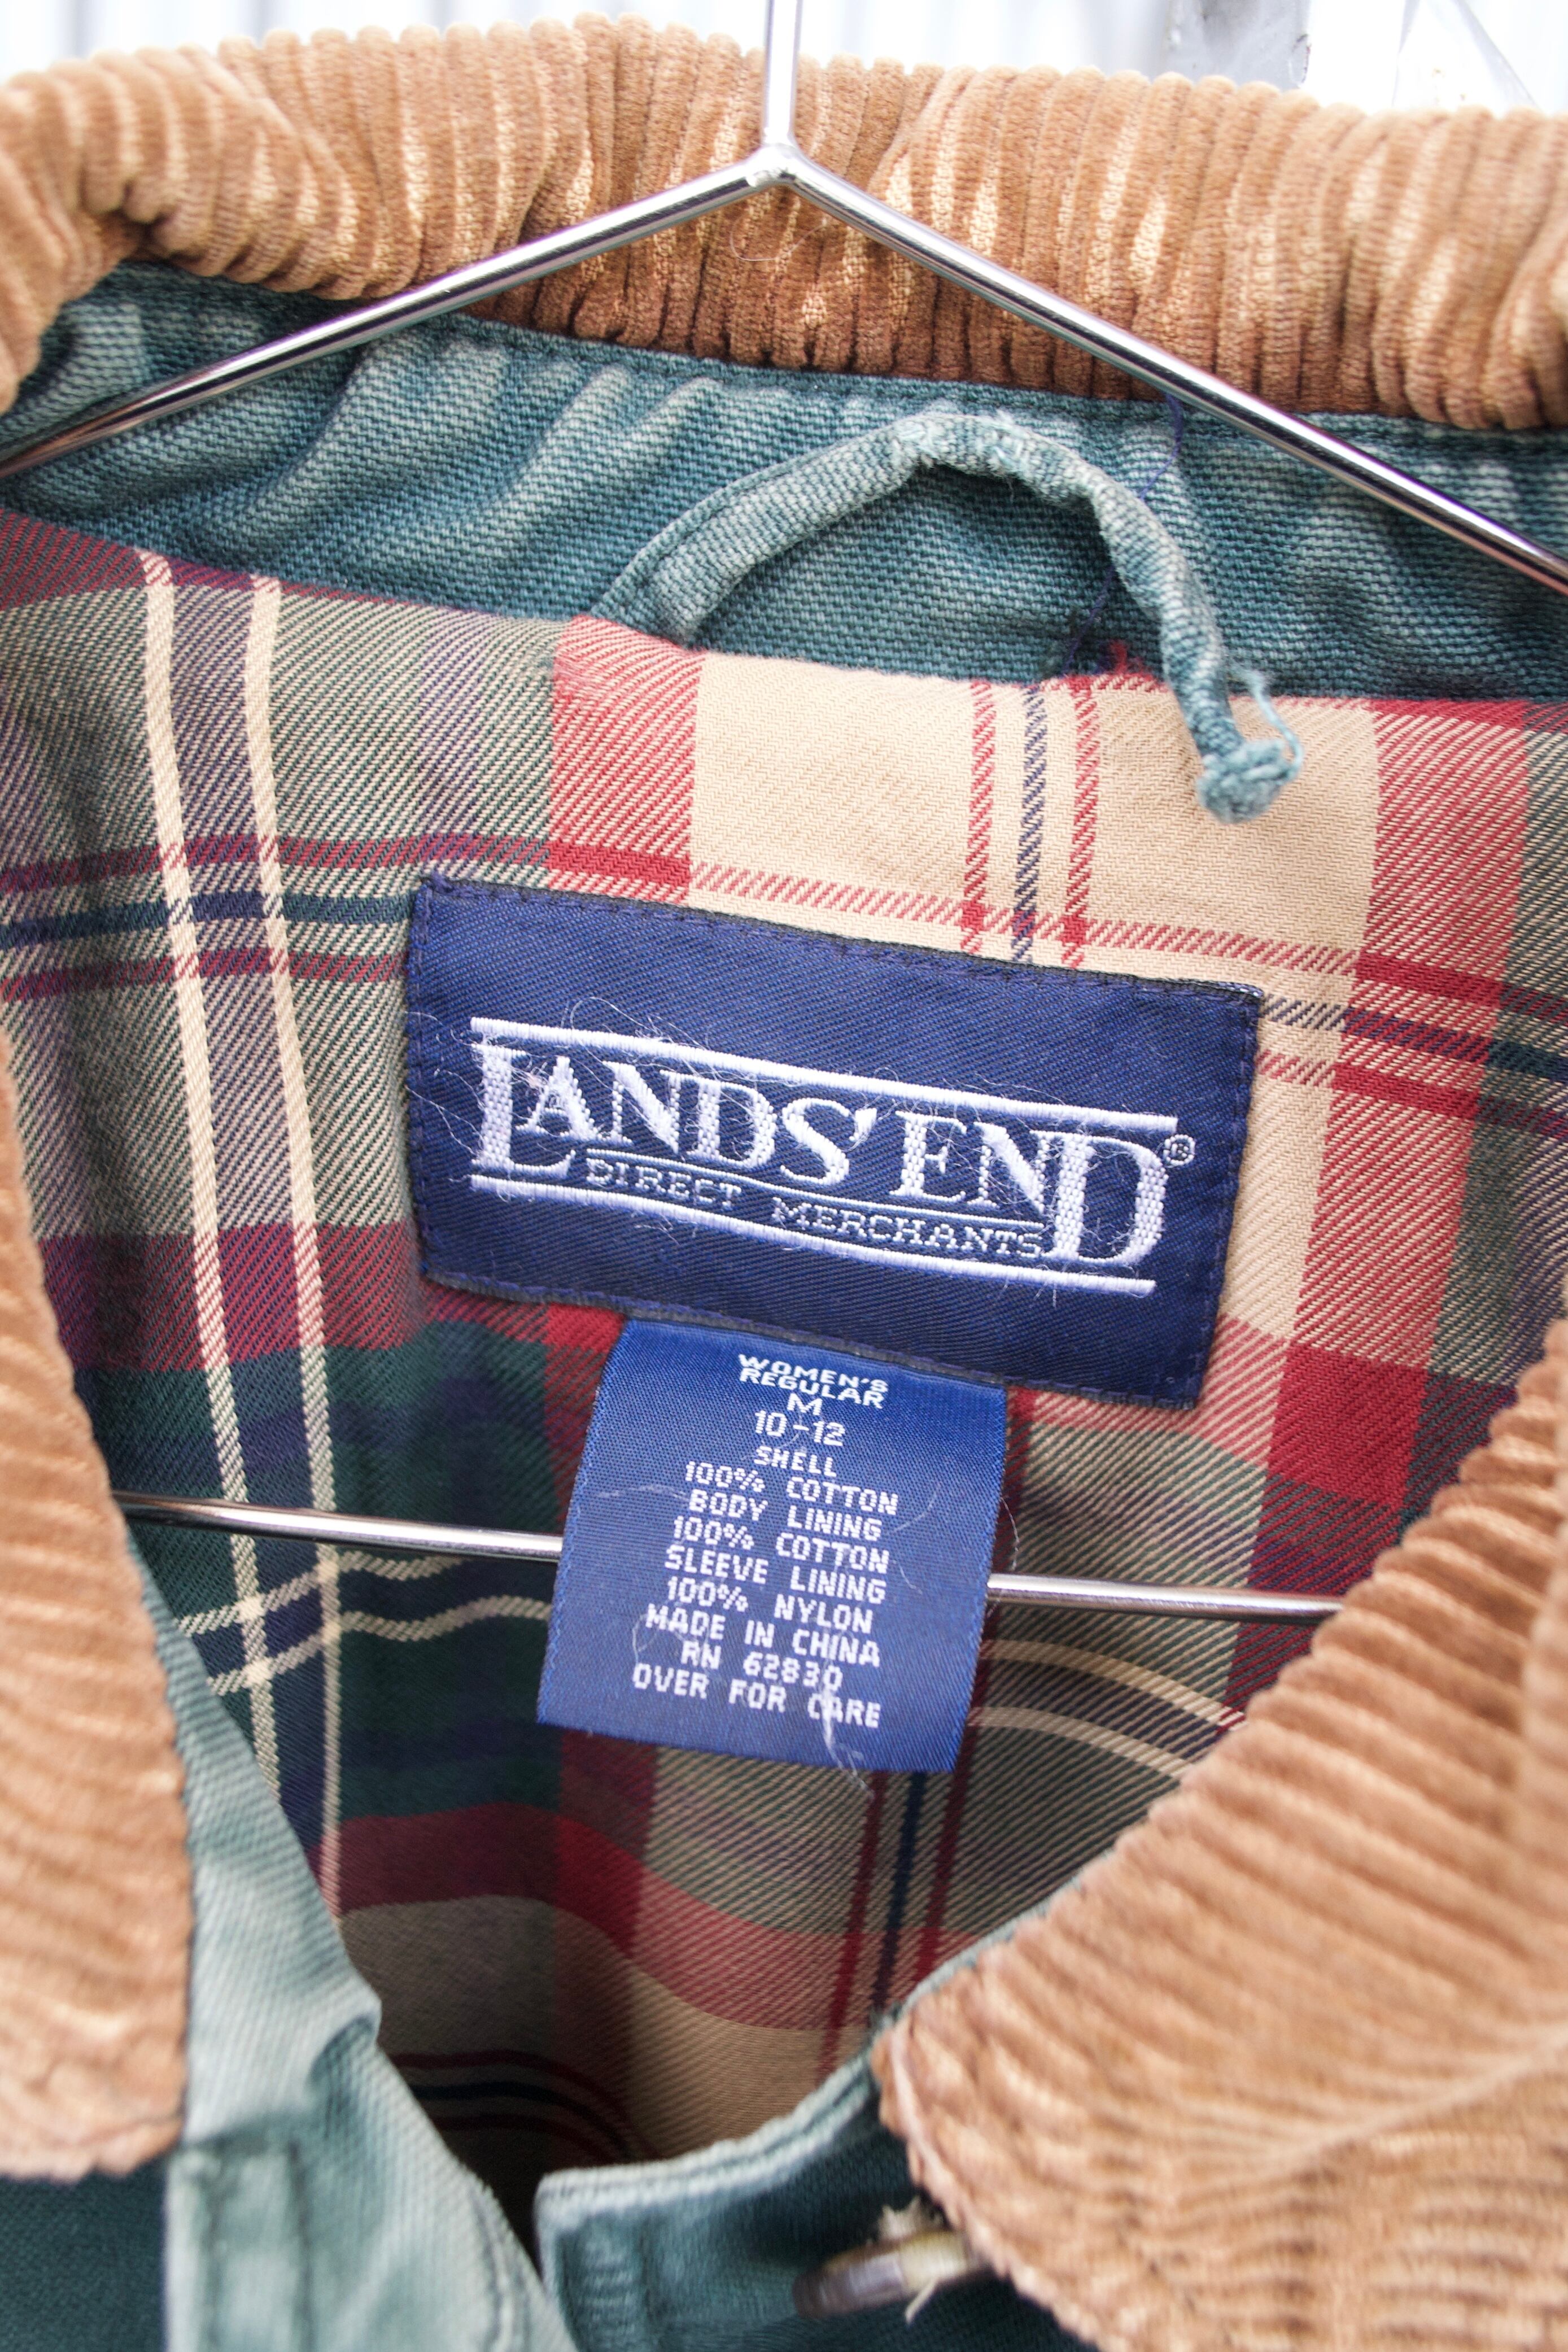 LANDS' END®
DIRECT MERCHANTS
WOMEN'S
REGULAR
M
10-12
SHELL
100% COTTON
BODY LINING
100% COTTON
SLEEVE LINING
100% NYLON
MADE IN CHINA
RN 62830
OVER FOR CARE